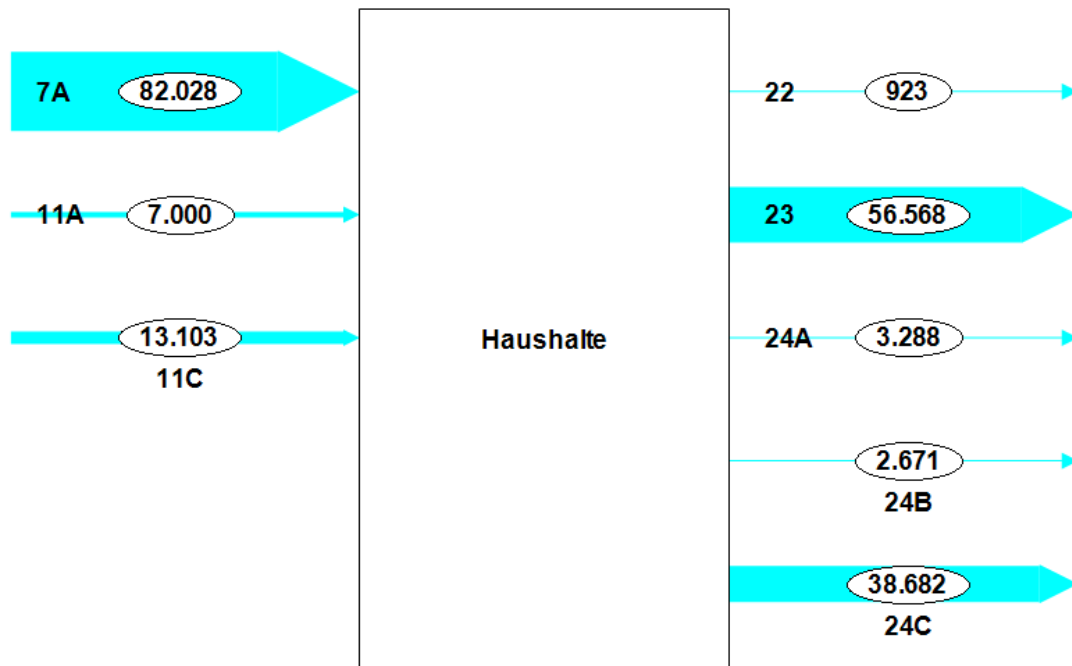 7A 82.028
22 923
11A 7.000
23 56.568
13.103
11C
Haushalte
24A 3.288
2.671
24B
38.682
24C